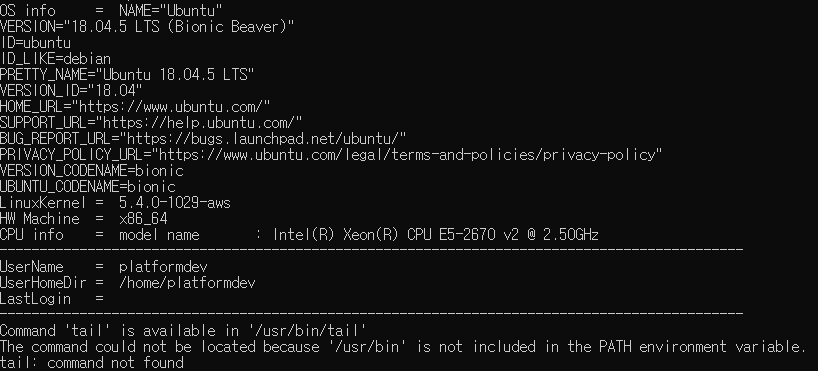 OS info     =  NAME="Ubuntu"
VERSION="18.04.5 LTS (Bionic Beaver)"
ID=ubuntu
ID_LIKE=debian
PRETTY_NAME="Ubuntu 18.04.5 LTS"
VERSION_ID="18.04"
HOME_URL="https://www.ubuntu.com/"
SUPPORT_URL="https://help.ubuntu.com/"
BUG_REPORT_URL="https://bugs.launchpad.net/ubuntu/"
PRIVACY_POLICY_URL="https://www.ubuntu.com/legal/terms-and-policies/privacy-policy"
VERSION_CODENAME=bionic
UBUNTU_CODENAME=bionic
LinuxKernel =  5.4.0-1029-aws
HW Machine  =  x86_64
CPU info    =  model name       : Intel(R) Xeon(R) CPU E5-2670 v2 @ 2.50GHz
---------------------------------------------------------------------------------------------
UserName    =  platformdev
UserHomeDir =  /home/platformdev
LastLogin   =
---------------------------------------------------------------------------------------------
Command 'tail' is available in '/usr/bin/tail'
The command could not be located because '/usr/bin' is not included in the PATH environment variable.
tail: command not found